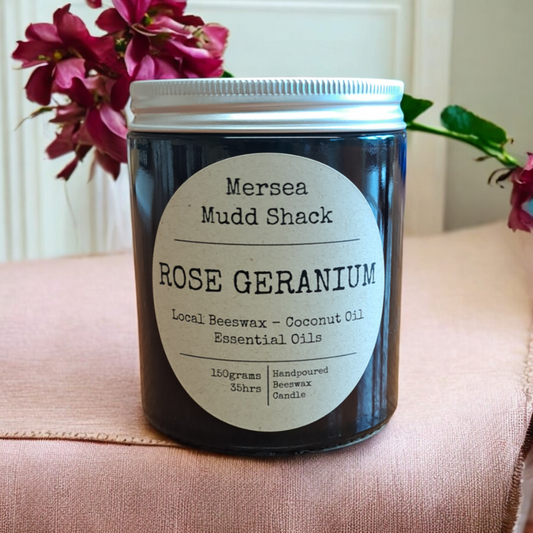 Mersea
Mudd Shack
ROSE GERANIUM
Local Beeswax - Coconut Oil
Essential Oils
150grams
35hrs
Handpoured
Beeswax
Candle